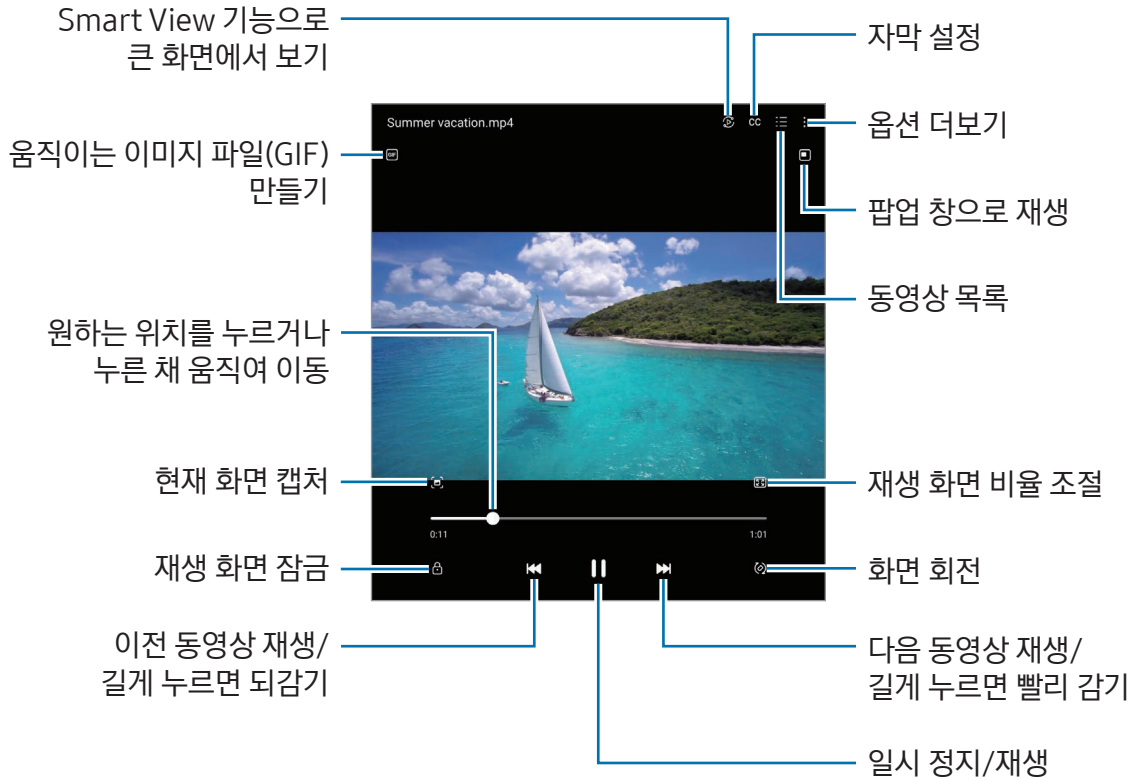 Smart View 기능으로
큰 화면에서 보기
자막 설정
Summer vacation.mp4
CC
옵션 더보기
움직이는 이미지 파일(GIF)
만들기
GIF
팝업 창으로 재생
동영상 목록
원하는 위치를 누르거나
누른 채 움직여 이동
현재 화면 캡처
재생 화면 비율 조절
0:11
1:01
재생 화면 잠금
화면 회전
이전 동영상 재생/
길게 누르면 되감기
다음 동영상 재생/
길게 누르면 빨리 감기
일시 정지/재생